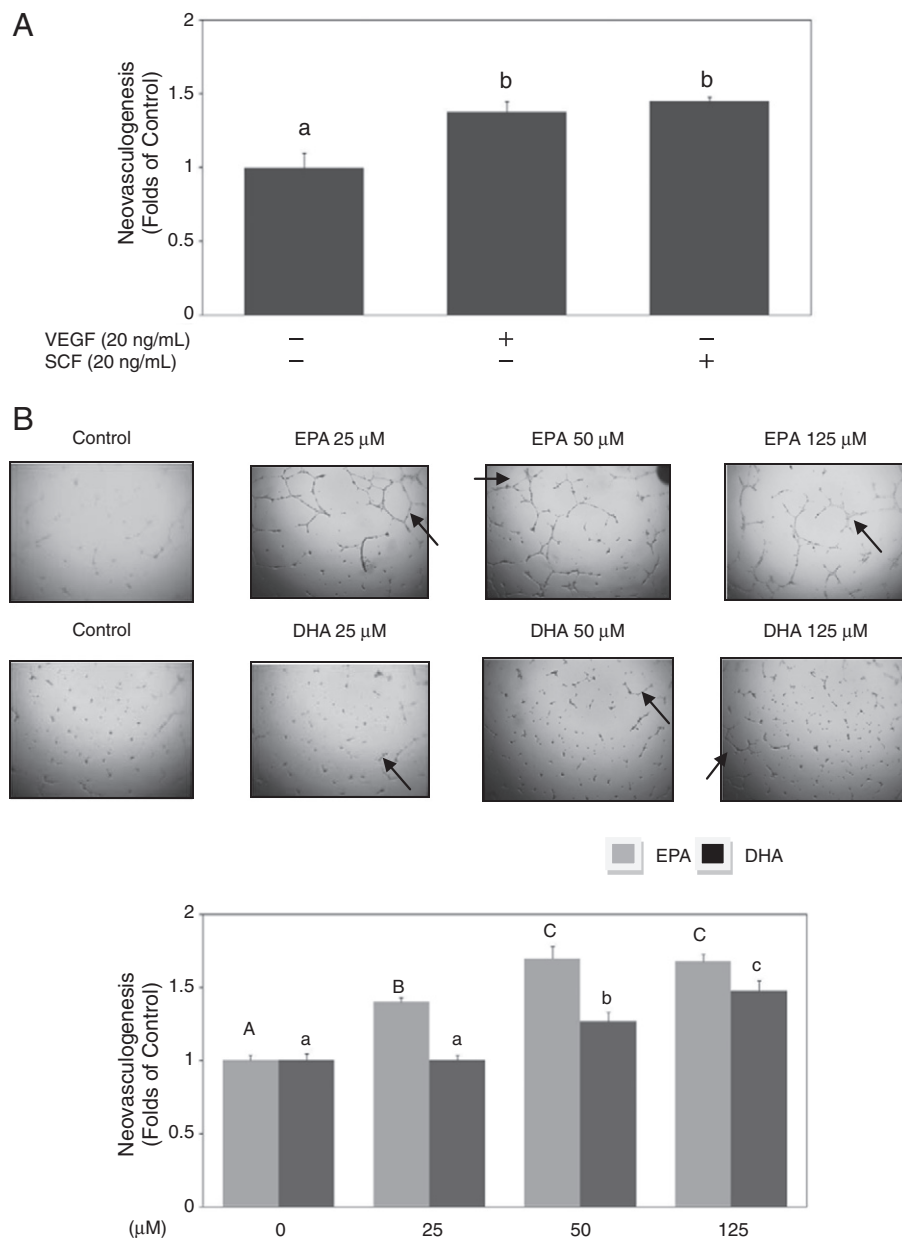 A
Neovasculogenesis
(Folds of Control)
2
1.5
1
0.5
0
a
b
b
VEGF (20 ng/mL) − + −
SCF (20 ng/mL) − − +
B
Control EPA 25 μM EPA 50 μM EPA 125 μM
Control DHA 25 μM DHA 50 μM DHA 125 μM
EPA DHA
Neovasculogenesis
(Folds of Control)
2
1.5
1
0.5
0
A a B a C b C c
(μM) 0 25 50 125